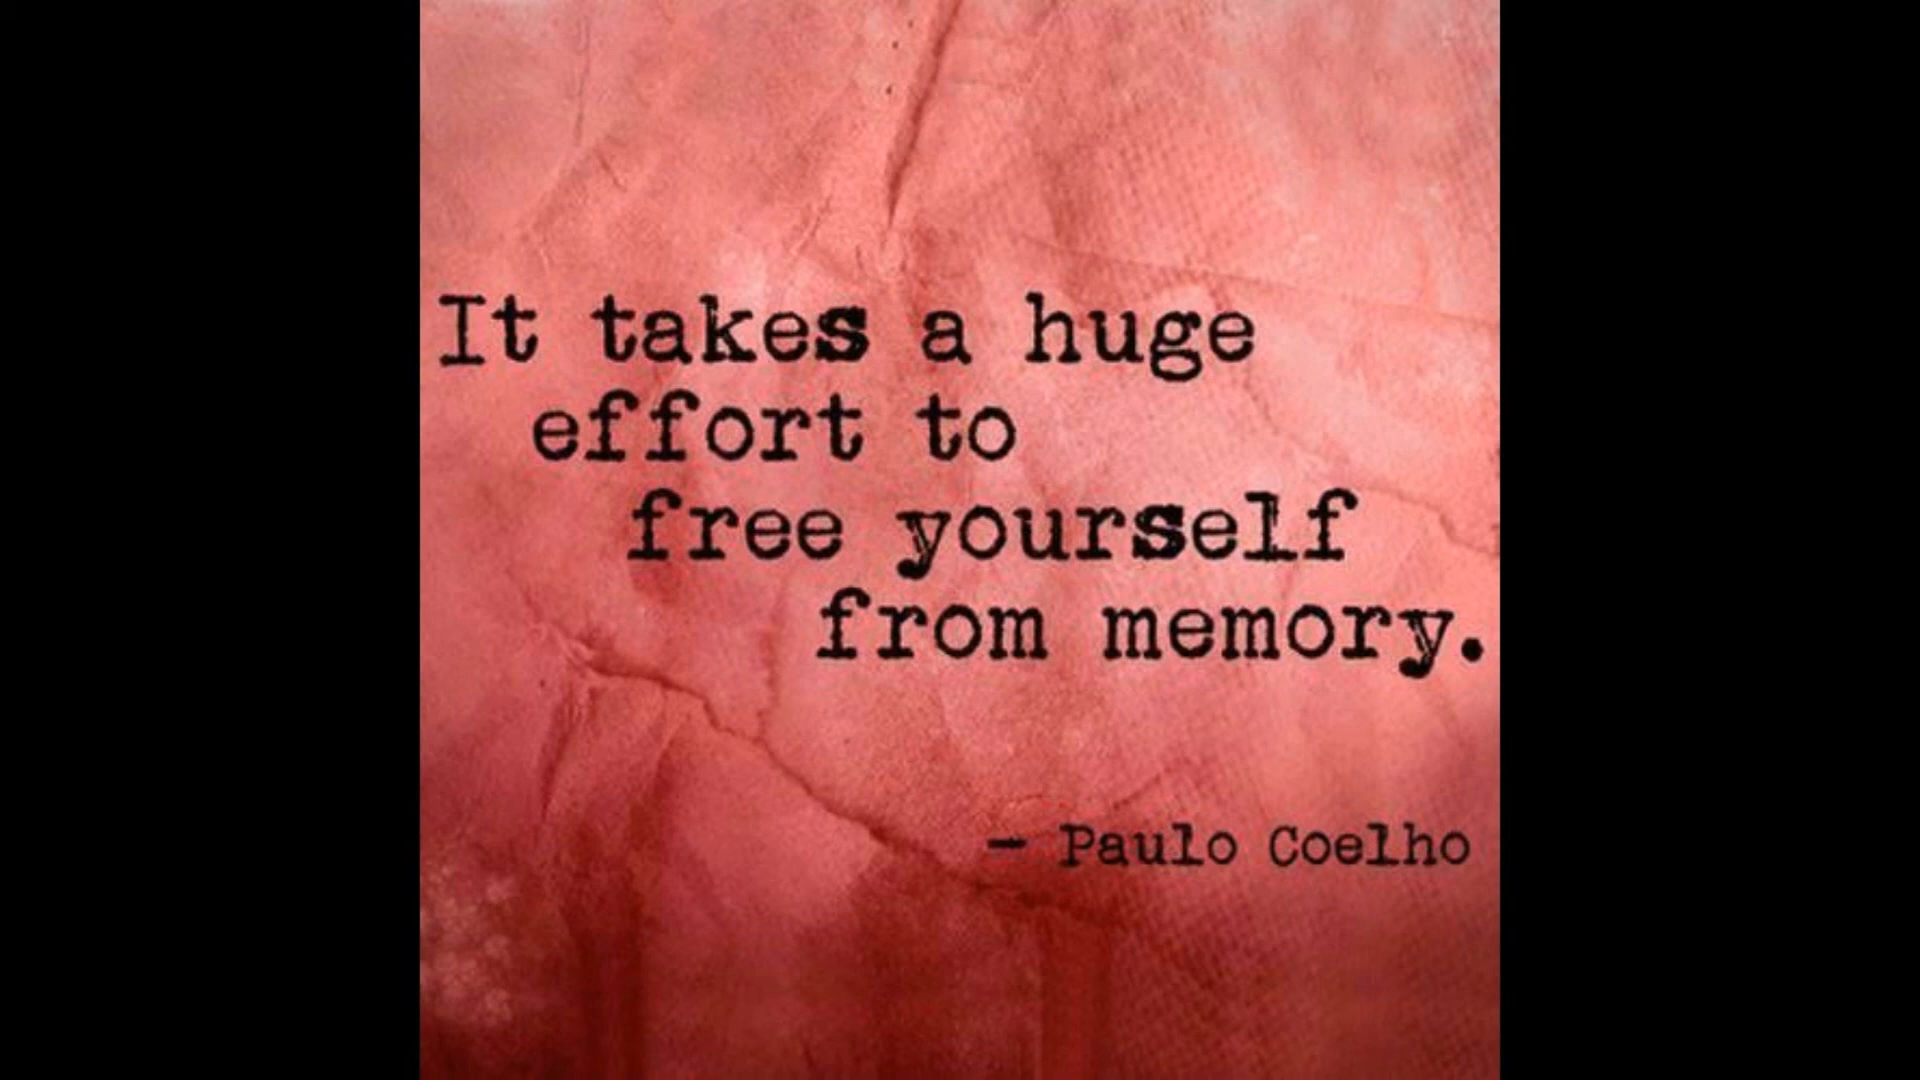 It takes a huge
effort to
free yourself
from memory.
– Paulo Coelho